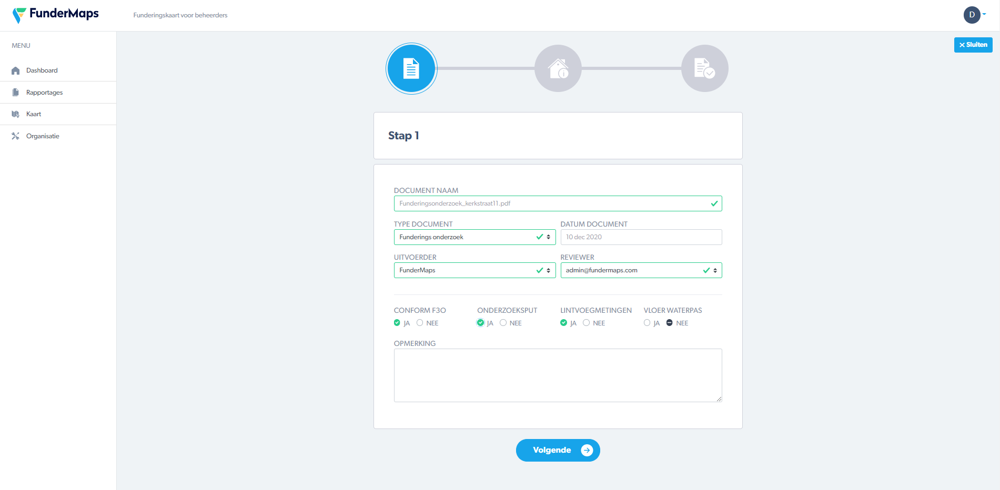 FunderMaps
Funderingskaart voor beheerders
D
MENU
Sluiten
Dashboard
Rapportages
Kaart
Organisatie
Stap 1
DOCUMENT NAAM
Funderingsonderzoek_kerkstraat11.pdf
TYPE DOCUMENT
DATUM DOCUMENT
Funderings onderzoek
10 dec 2020
UITVOERDER
REVIEWER
FunderMaps
admin@fundermaps.com
CONFORM F3O
ONDERZOEKSPUT
LINTVOEGMETINGEN
VLOER WATERPAS
JA NEE
JA NEE
JA NEE
JA NEE
OPMERKING
Volgende